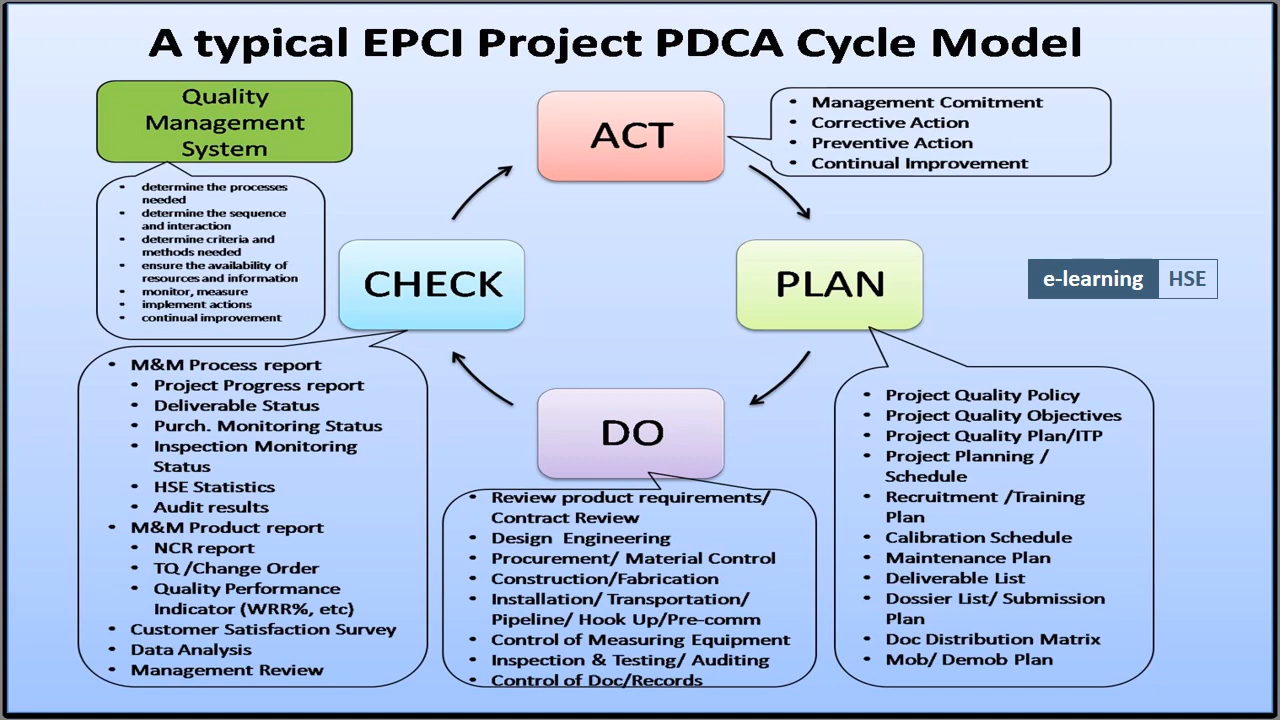 A typical EPCI Project PDCA Cycle Model
Quality
Management
System
• determine the processes
needed
• determine the sequence
and interaction
• determine criteria and
methods needed
• ensure the availability of
resources and information
• monitor, measure
• implement actions
• continual improvement
ACT
• Management Comitment
• Corrective Action
• Preventive Action
• Continual Improvement
CHECK
PLAN
e-learning HSE
DO
• M&M Process report
• Project Progress report
• Deliverable Status
• Purch. Monitoring Status
• Inspection Monitoring
Status
• HSE Statistics
• Audit results
• M&M Product report
• NCR report
• TQ /Change Order
• Quality Performance
Indicator (WRR%, etc)
• Customer Satisfaction Survey
• Data Analysis
• Management Review
• Review product requirements/
Contract Review
• Design Engineering
• Procurement/ Material Control
• Construction/Fabrication
• Installation/ Transportation/
Pipeline/ Hook Up/Pre-comm
• Control of Measuring Equipment
• Inspection & Testing/ Auditing
• Control of Doc/Records
• Project Quality Policy
• Project Quality Objectives
• Project Quality Plan/ITP
• Project Planning /
Schedule
• Recruitment /Training
Plan
• Calibration Schedule
• Maintenance Plan
• Deliverable List
• Dossier List/ Submission
Plan
• Doc Distribution Matrix
• Mob/ Demob Plan